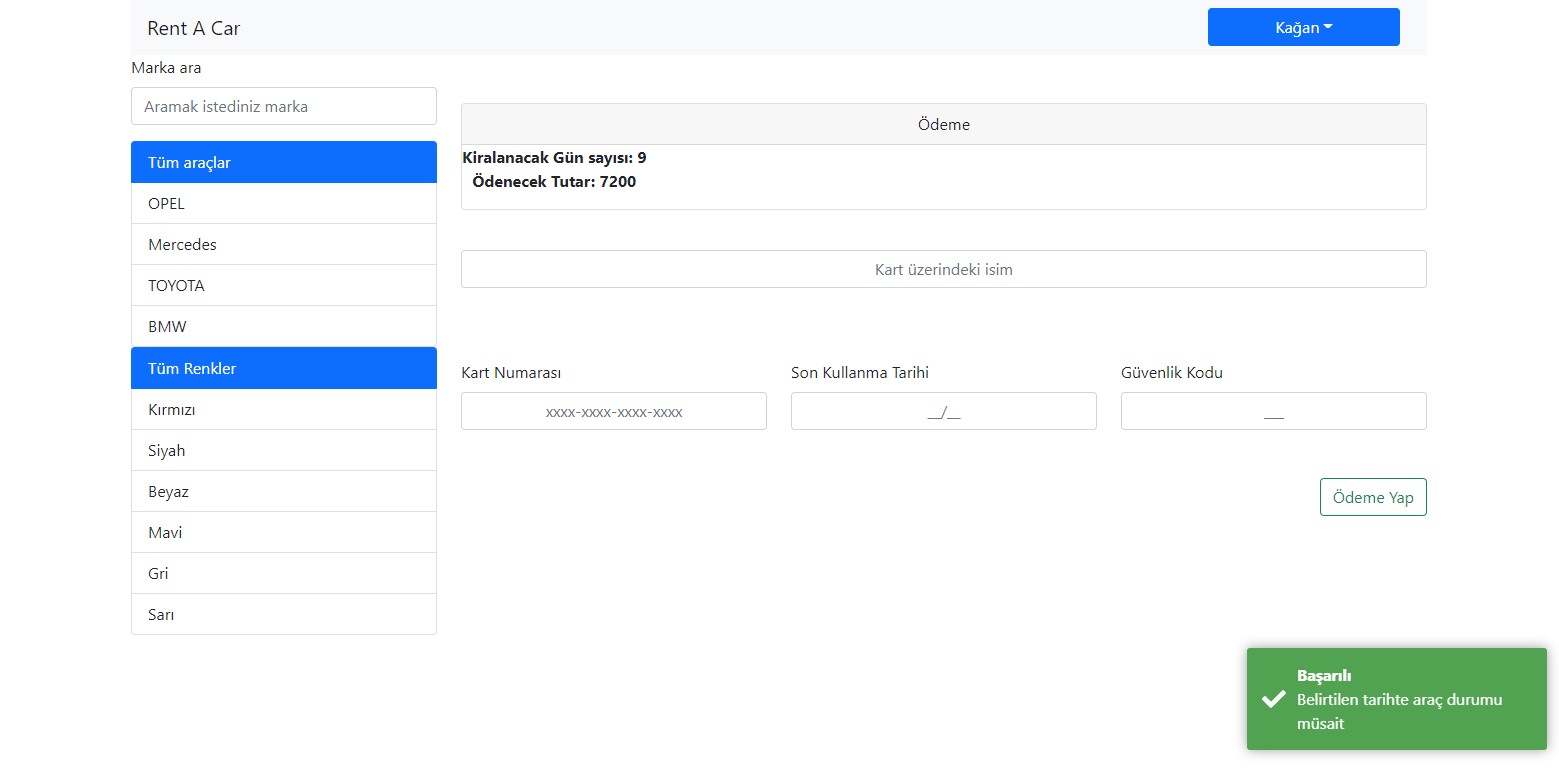 Rent A Car
Kağan
Marka ara
Aramak istediniz marka
Tüm araçlar
OPEL
Mercedes
TOYOTA
BMW
Tüm Renkler
Kırmızı
Siyah
Beyaz
Mavi
Gri
Sarı
Ödeme
Kiralanacak Gün sayısı: 9
Ödenecek Tutar: 7200
Kart üzerindeki isim
Kart Numarası
xxxx-xxxx-xxxx-xxxx
Son Kullanma Tarihi
__/__
Güvenlik Kodu
___
Ödeme Yap
Başarılı
Belirtilen tarihte araç durumu
müsait